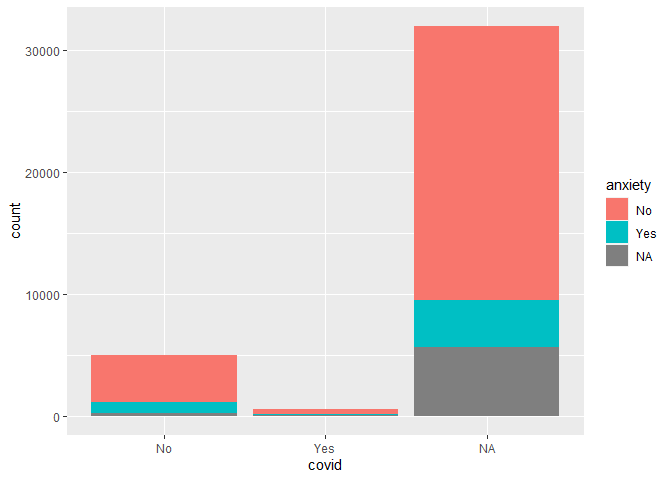 30000
20000
10000
0
count
No
Yes
NA
covid
anxiety
No
Yes
NA